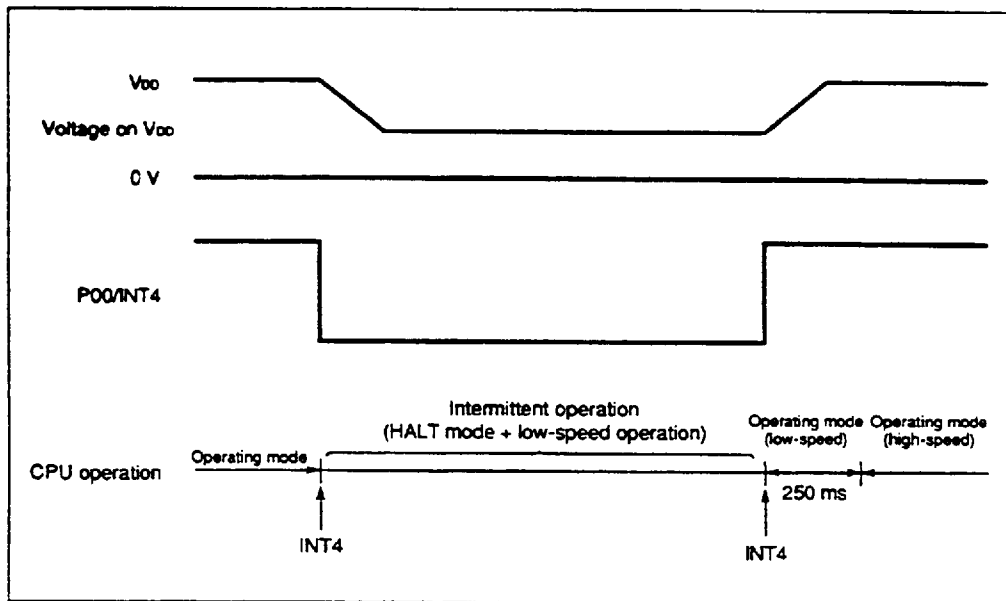 VDD
Voltage on VDD
0 V
P00/INT4
Intermittent operation
(HALT mode + low-speed operation)
Operating mode
(low-speed)
Operating mode
(high-speed)
CPU operation
Operating mode
250 ms
INT4
INT4